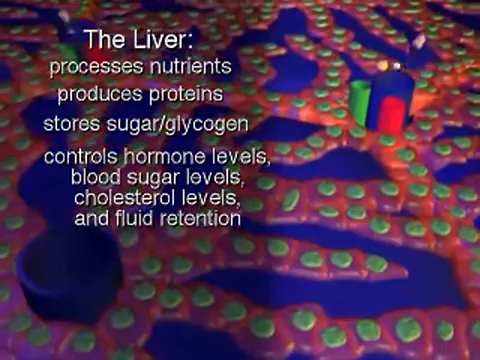 The Liver:
processes nutrients
produces proteins
stores sugar/glycogen
controls hormone levels,
blood sugar levels,
cholesterol levels,
and fluid retention